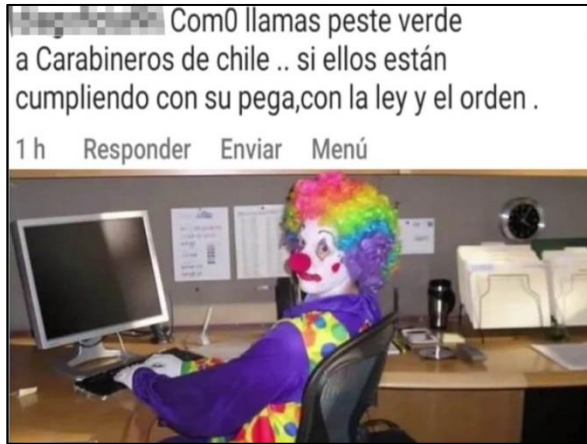 Com0 llamas peste verde
a Carabineros de chile .. si ellos están
cumpliendo con su pega,con la ley y el orden .
1 h Responder Enviar Menú